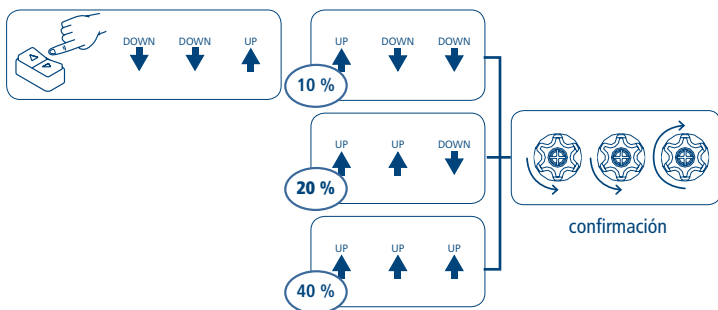 DOWN DOWN UP
UP DOWN DOWN
10 %
UP UP DOWN
20 %
UP UP UP
40 %
confirmación